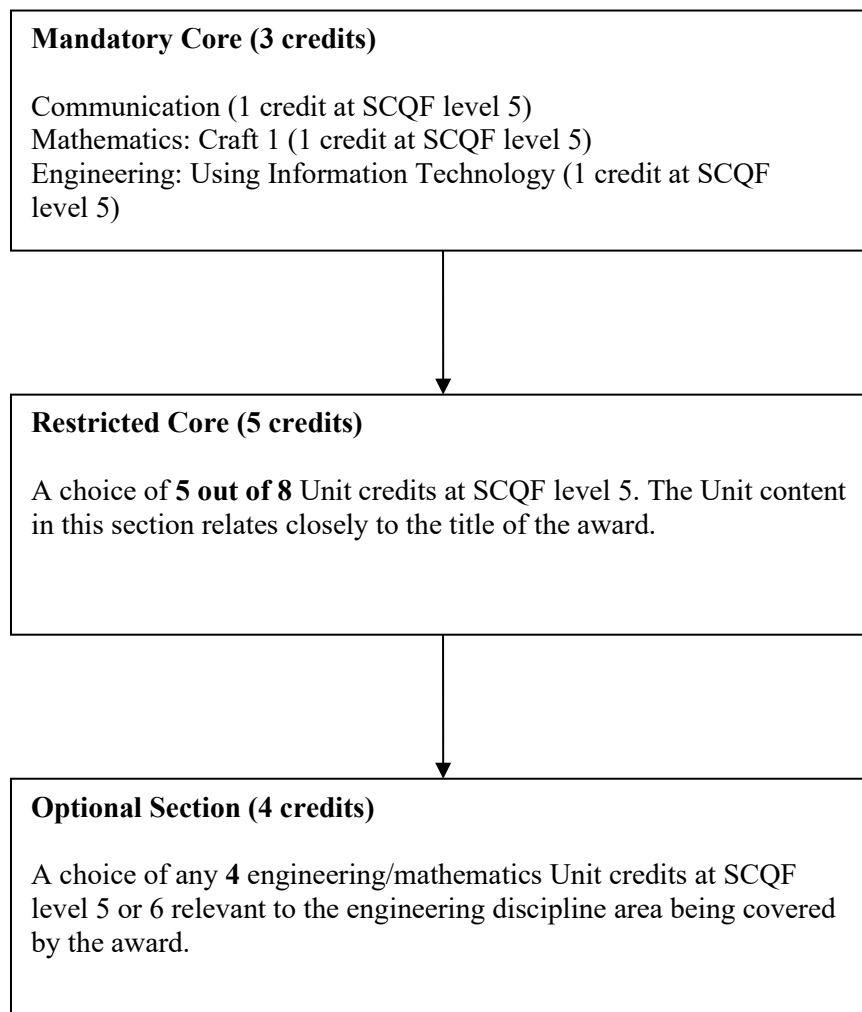 Mandatory Core (3 credits)
Communication (1 credit at SCQF level 5)
Mathematics: Craft 1 (1 credit at SCQF level 5)
Engineering: Using Information Technology (1 credit at SCQF
level 5)
Restricted Core (5 credits)
A choice of 5 out of 8 Unit credits at SCQF level 5. The Unit content
in this section relates closely to the title of the award.
Optional Section (4 credits)
A choice of any 4 engineering/mathematics Unit credits at SCQF
level 5 or 6 relevant to the engineering discipline area being covered
by the award.